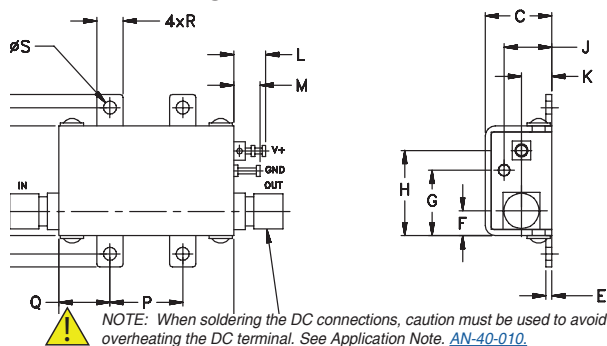 4xR
øS
L
M
V+
GND
IN
OUT
Q
P
C
J
K
H
G
F
E
NOTE: When soldering the DC connections, caution must be used to avoid
overheating the DC terminal. See Application Note. AN-40-010.